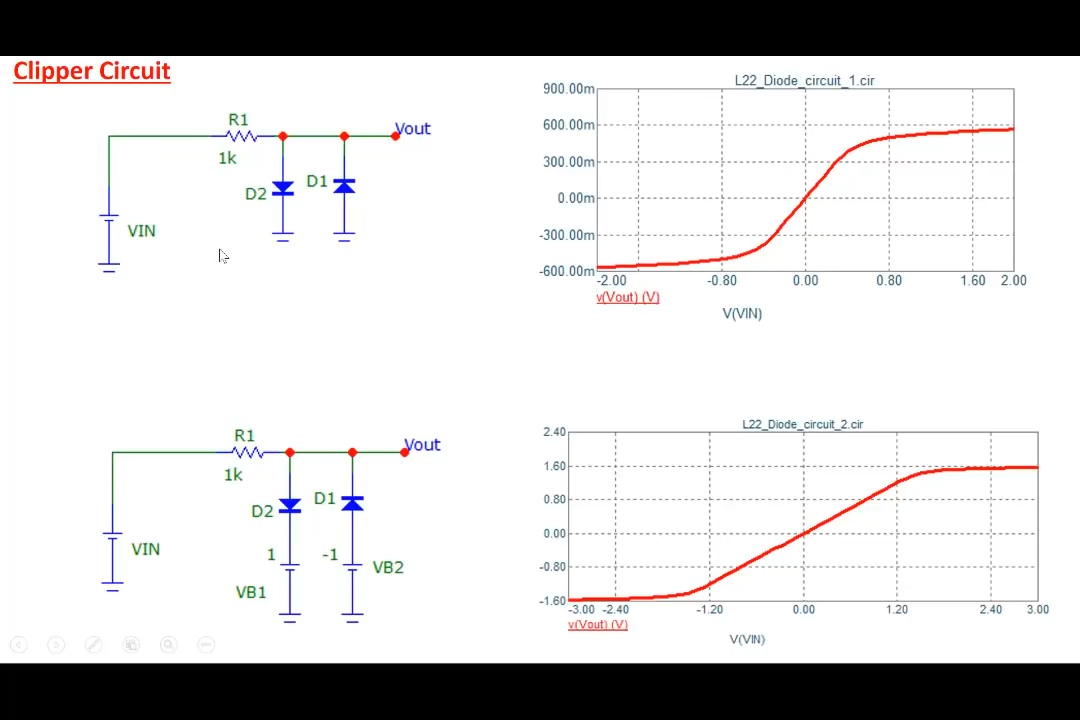 Clipper Circuit
R1
Vout
1k
D2
D1
VIN
L22_Diode_circuit_1.cir
900.00m
600.00m
300.00m
0.00m
-300.00m
-600.00m
-2.00 -0.80 0.00 0.80 1.60 2.00
v(Vout) (V)
V(VIN)
R1
Vout
1k
D2
D1
1
-1
VIN
VB1
VB2
L22_Diode_circuit_2.cir
2.40
1.60
0.80
0.00
-0.80
-1.60
-3.00 -2.40 -1.20 0.00 1.20 2.40 3.00
v(Vout) (V)
V(VIN)